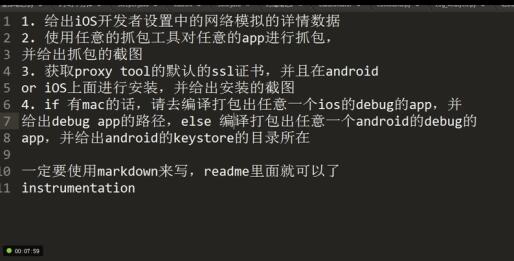 1 1. 给出iOS开发者设置中的网络模拟的详情数据
2 2. 使用任意的抓包工具对任意的app进行抓包，
3 并给出抓包的截图
4 3. 获取proxy tool的默认的ssl证书，并且在android
5 or iOS上面进行安装，并给出安装的截图
6 4. if 有mac的话，请去编译打包出任意一个ios的debug的app，并
7 给出debug app的路径，else 编译打包出任意一个android的debug的
8 app，并给出android的keystore的目录所在
9
10 一定要使用markdown来写，readme里面就可以了
11 instrumentation
00:07:59